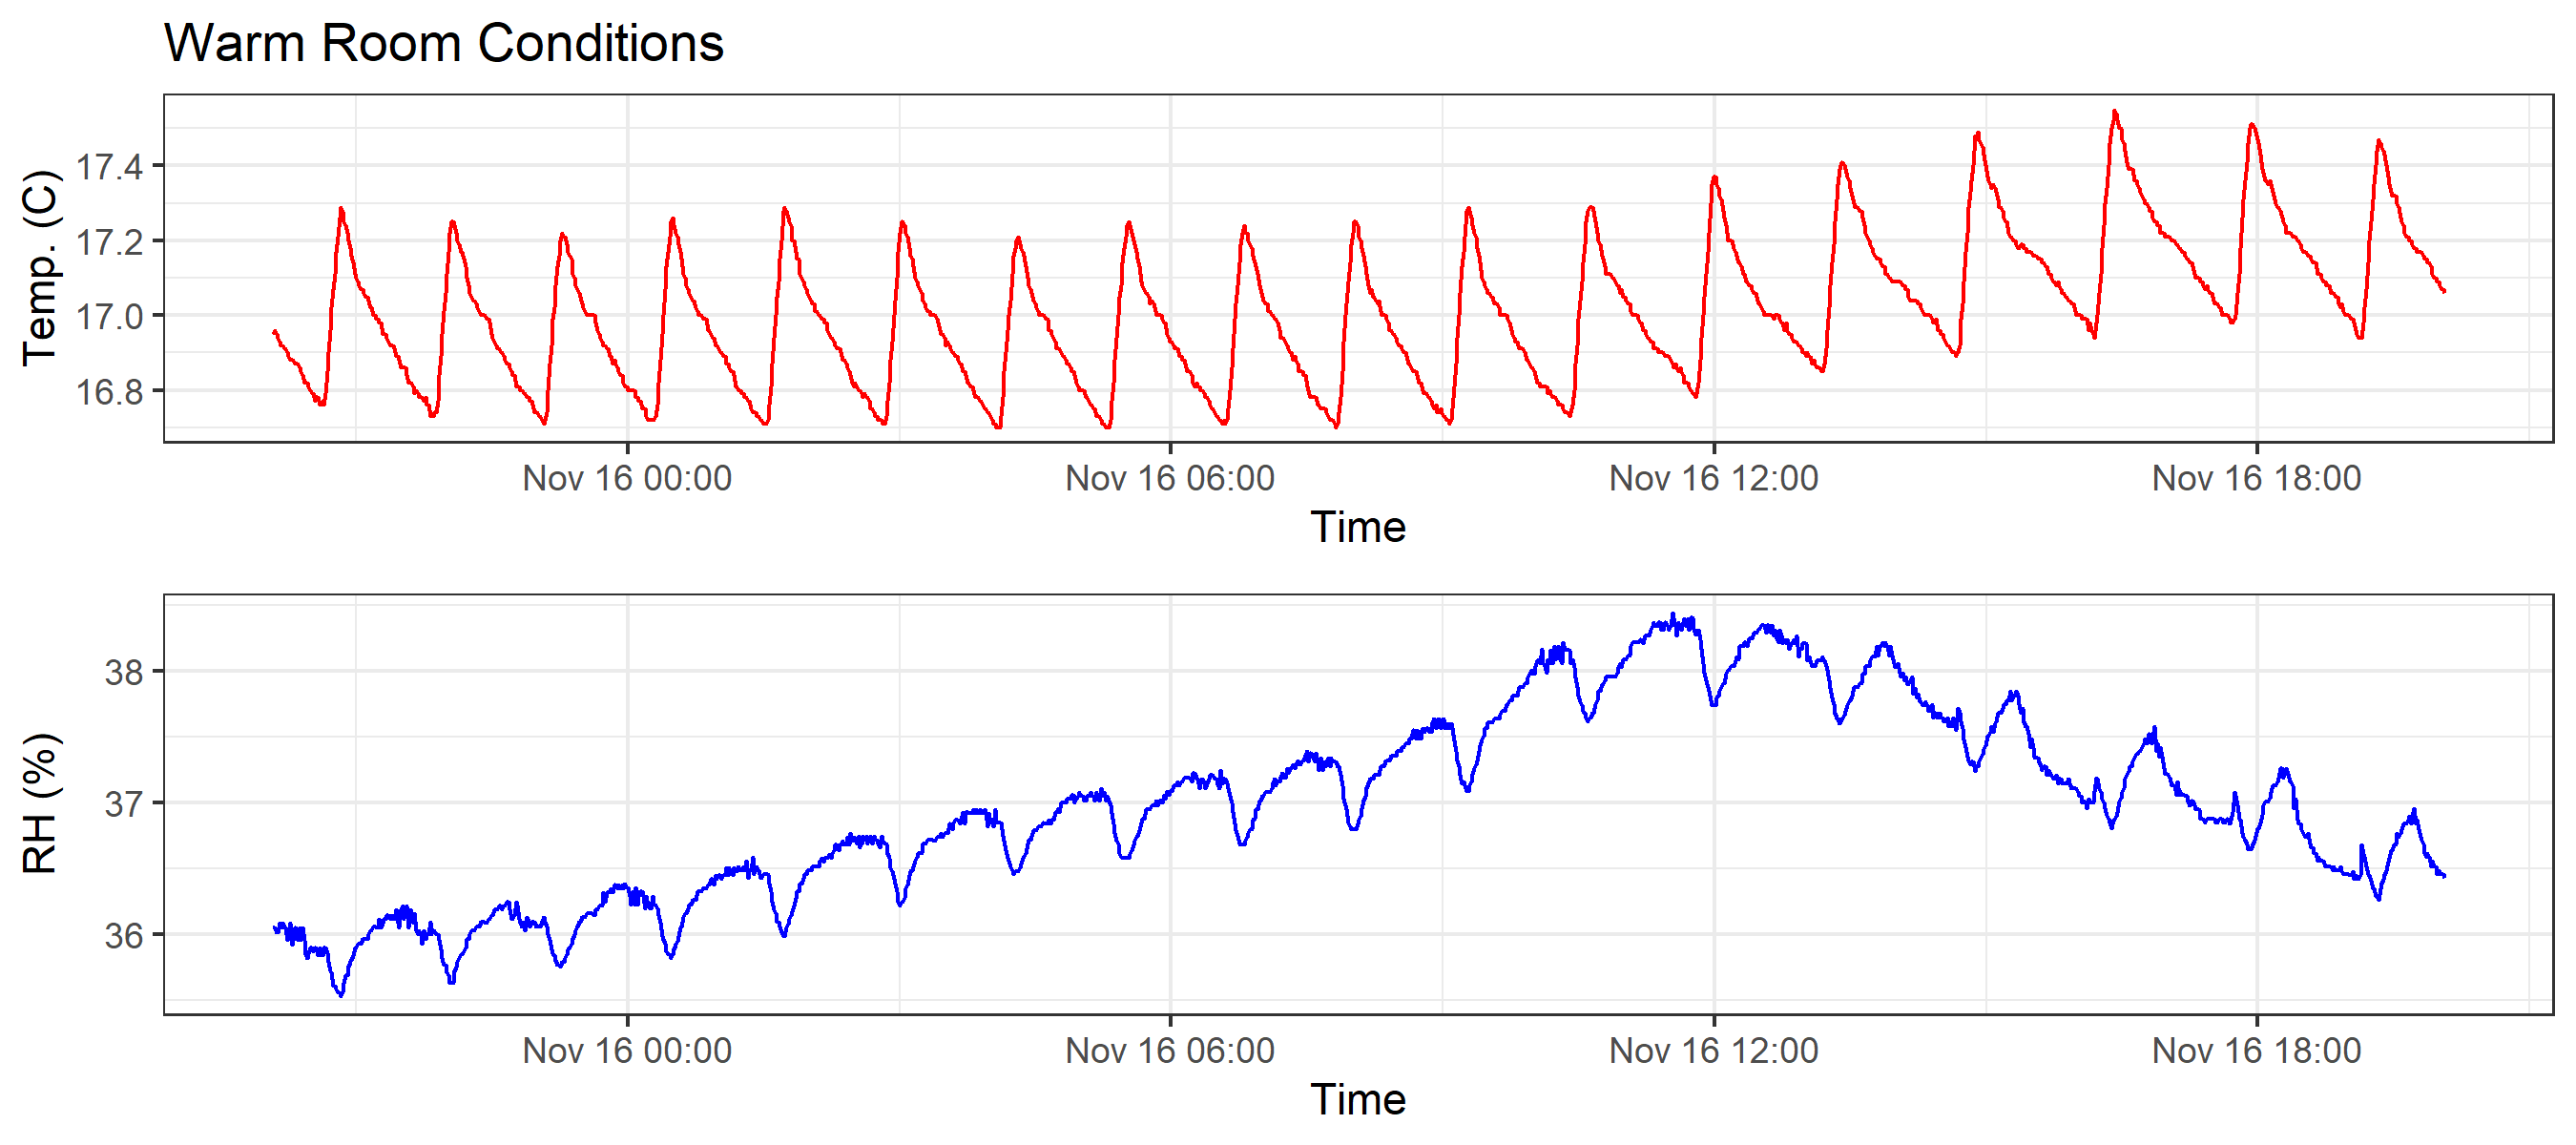 Warm Room Conditions
Temp. (C)
17.4
17.2
17.0
16.8
Nov 16 00:00 Nov 16 06:00 Nov 16 12:00 Nov 16 18:00
Time
RH (%)
38
37
36
Nov 16 00:00 Nov 16 06:00 Nov 16 12:00 Nov 16 18:00
Time